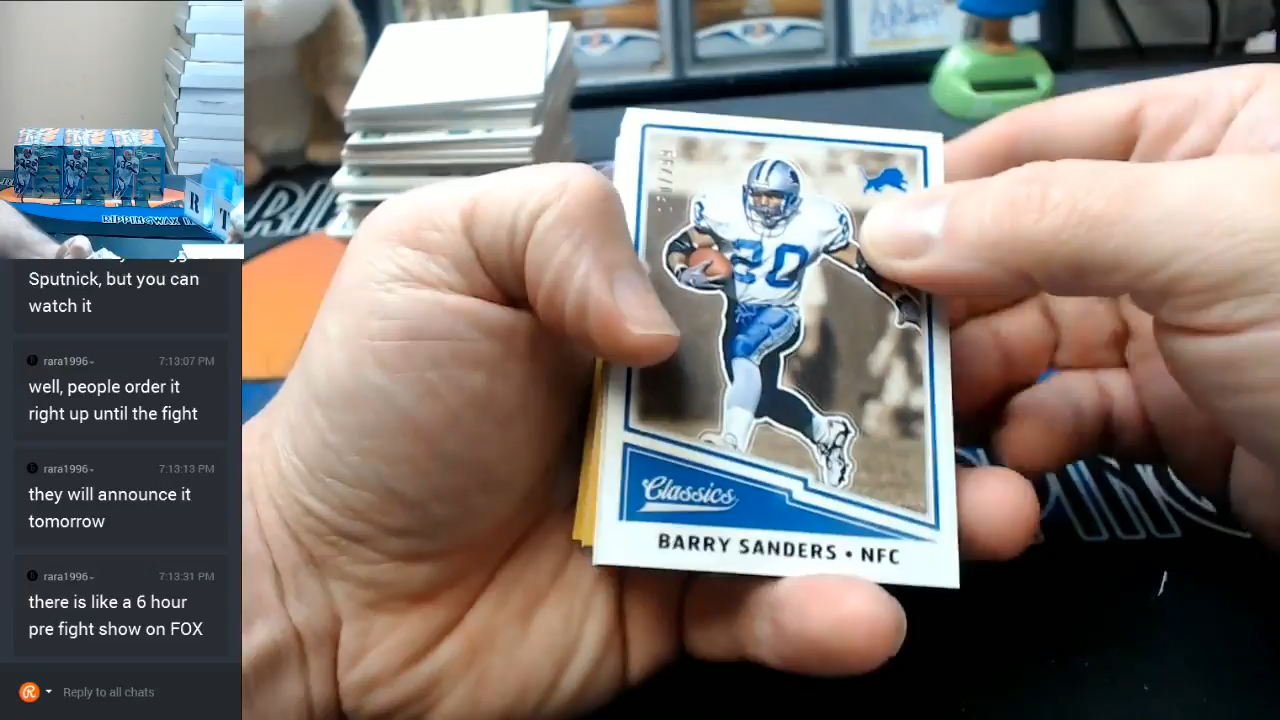 RIPPINGWAX
R
T
Sputnick, but you can
watch it
rara1996
7:13:07 PM
well, people order it
right up until the fight
rara1996
7:13:13 PM
they will announce it
tomorrow
rara1996
7:13:31 PM
there is like a 6 hour
pre fight show on FOX
Reply to all chats
20
Classics
BARRY SANDERS • NFC